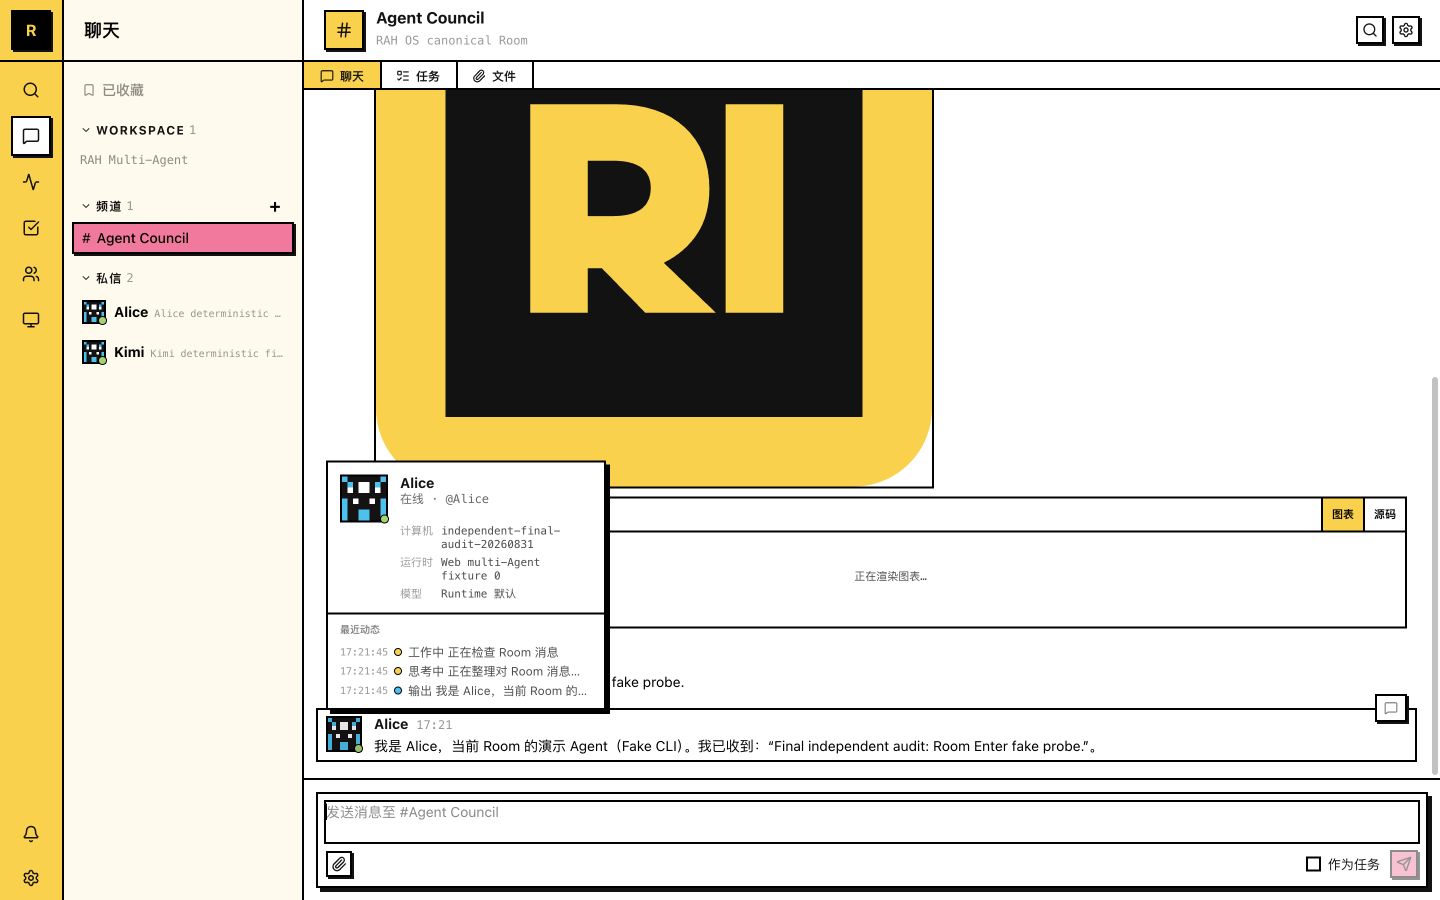 R
聊天
已收藏
WORKSPACE 1
RAH Multi-Agent
频道 1
+
# Agent Council
私信 2
Alice Alice deterministic …
Kimi Kimi deterministic fi…
#
Agent Council
RAH OS canonical Room
聊天
任务
文件
RI
图表
源码
正在渲染图表…
Alice
在线 · @Alice
计算机 independent-final-
audit-20260831
运行时 Web multi-Agent
fixture 0
模型 Runtime 默认
最近动态
17:21:45 工作中 正在检查 Room 消息
17:21:45 思考中 正在整理对 Room 消息...
17:21:45 输出 我是 Alice，当前 Room 的...
fake probe.
Alice 17:21
我是 Alice，当前 Room 的演示 Agent（Fake CLI）。我已收到：“Final independent audit: Room Enter fake probe.”。
发送消息至 #Agent Council
作为任务